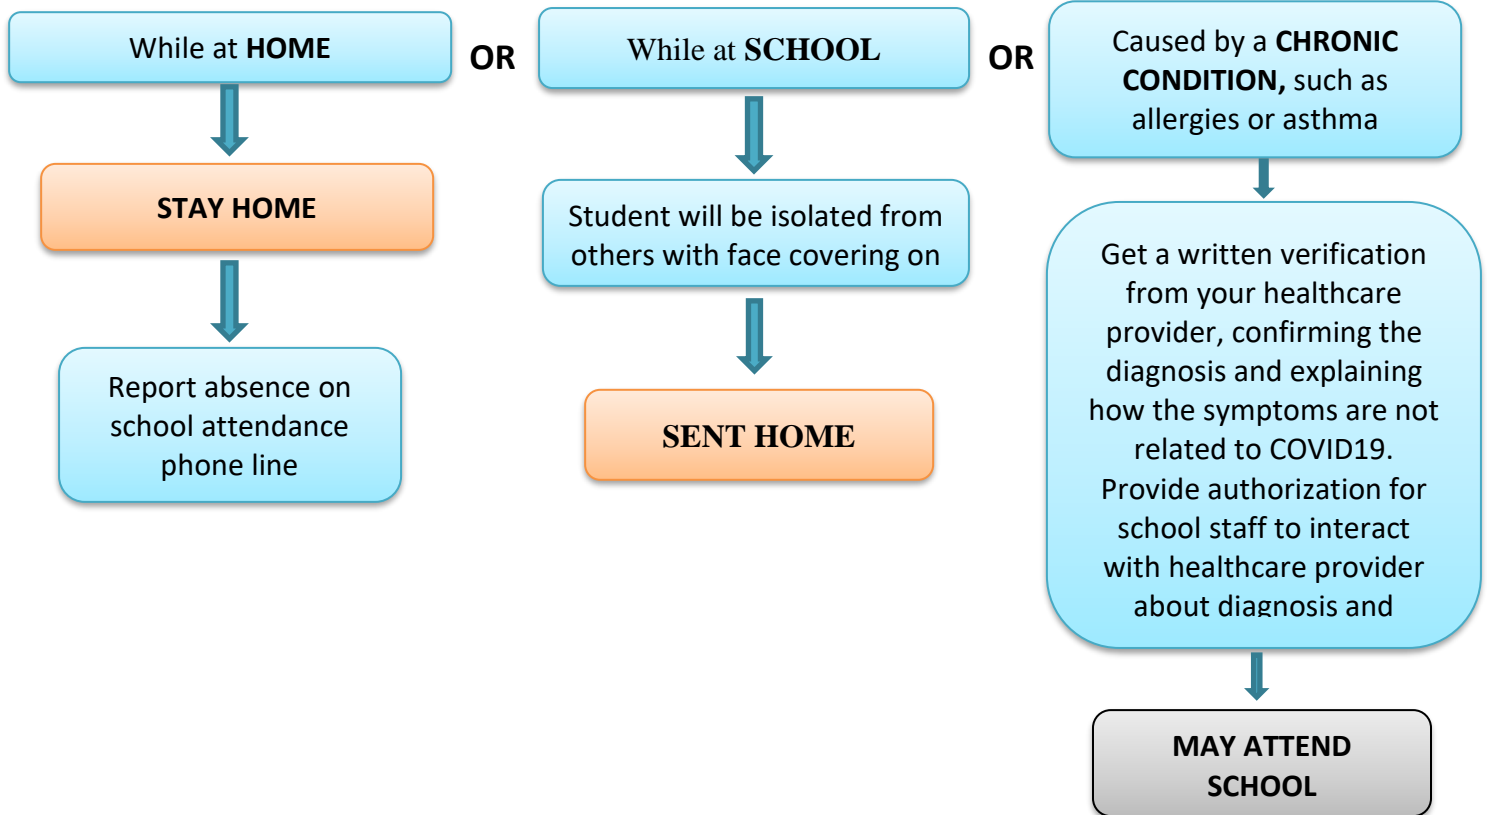 While at HOME
OR
While at SCHOOL
OR
Caused by a CHRONIC
CONDITION, such as
allergies or asthma
STAY HOME
Student will be isolated from
others with face covering on
Get a written verification
from your healthcare
provider, confirming the
diagnosis and explaining
how the symptoms are not
related to COVID19.
Provide authorization for
school staff to interact
with healthcare provider
about diagnosis and
Report absence on
school attendance
phone line
SENT HOME
MAY ATTEND
SCHOOL